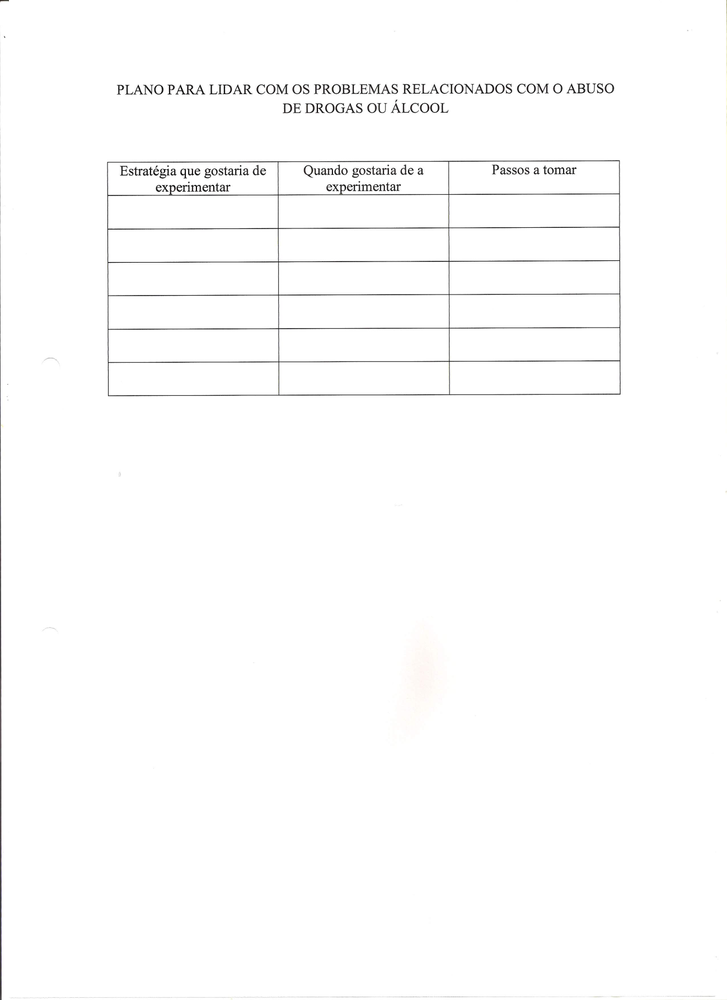 PLANO PARA LIDAR COM OS PROBLEMAS RELACIONADOS COM O ABUSO
DE DROGAS OU ÁLCOOL
Estratégia que gostaria de
experimentar
Quando gostaria de a
experimentar
Passos a tomar